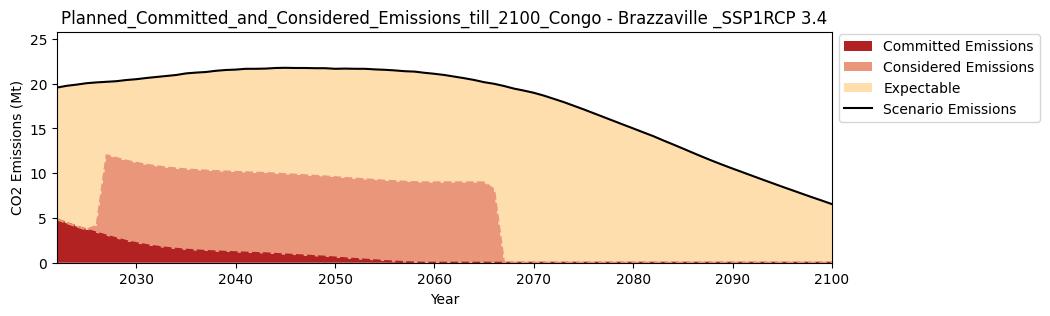 Planned_Committed_and_Considered_Emissions_till_2100_Congo - Brazzaville _SSP1RCP 3.4
25
20
15
10
5
0
CO2 Emissions (Mt)
2030
2040
2050
2060
2070
2080
2090
2100
Year
Committed Emissions
Considered Emissions
Expectable
Scenario Emissions